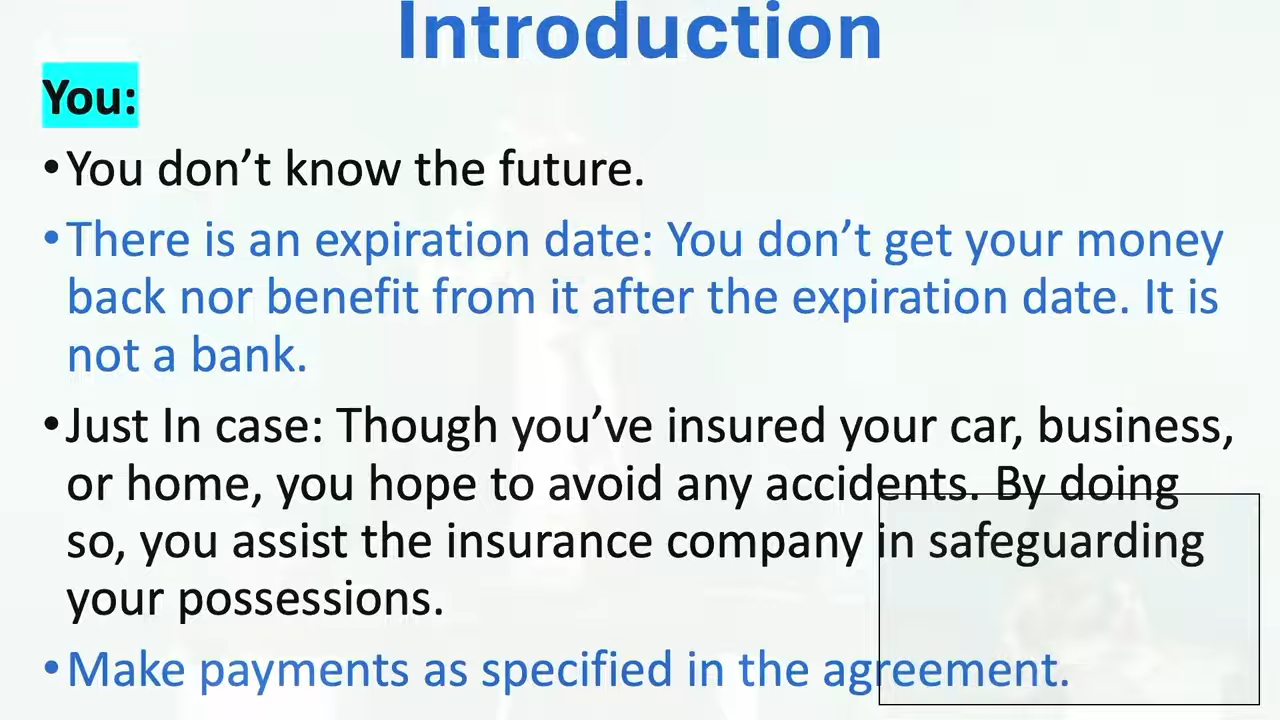 Introduction
You:
•You don’t know the future.
•There is an expiration date: You don’t get your money
back nor benefit from it after the expiration date. It is
not a bank.
•Just In case: Though you’ve insured your car, business,
or home, you hope to avoid any accidents. By doing
so, you assist the insurance company in safeguarding
your possessions.
•Make payments as specified in the agreement.